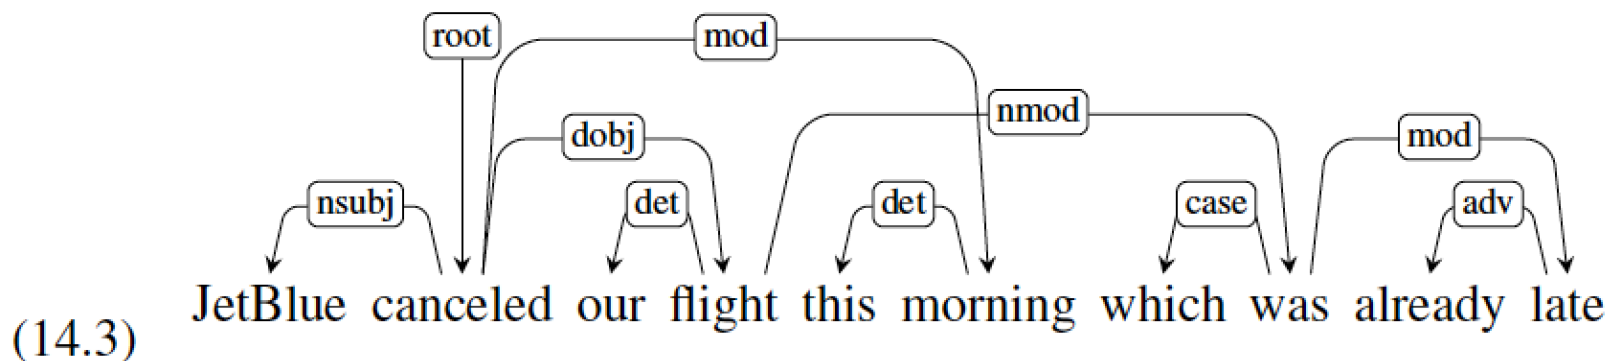 root mod
nmod
dobj mod
nsubj det det case adv
JetBlue canceled our flight this morning which was already late
(14.3)